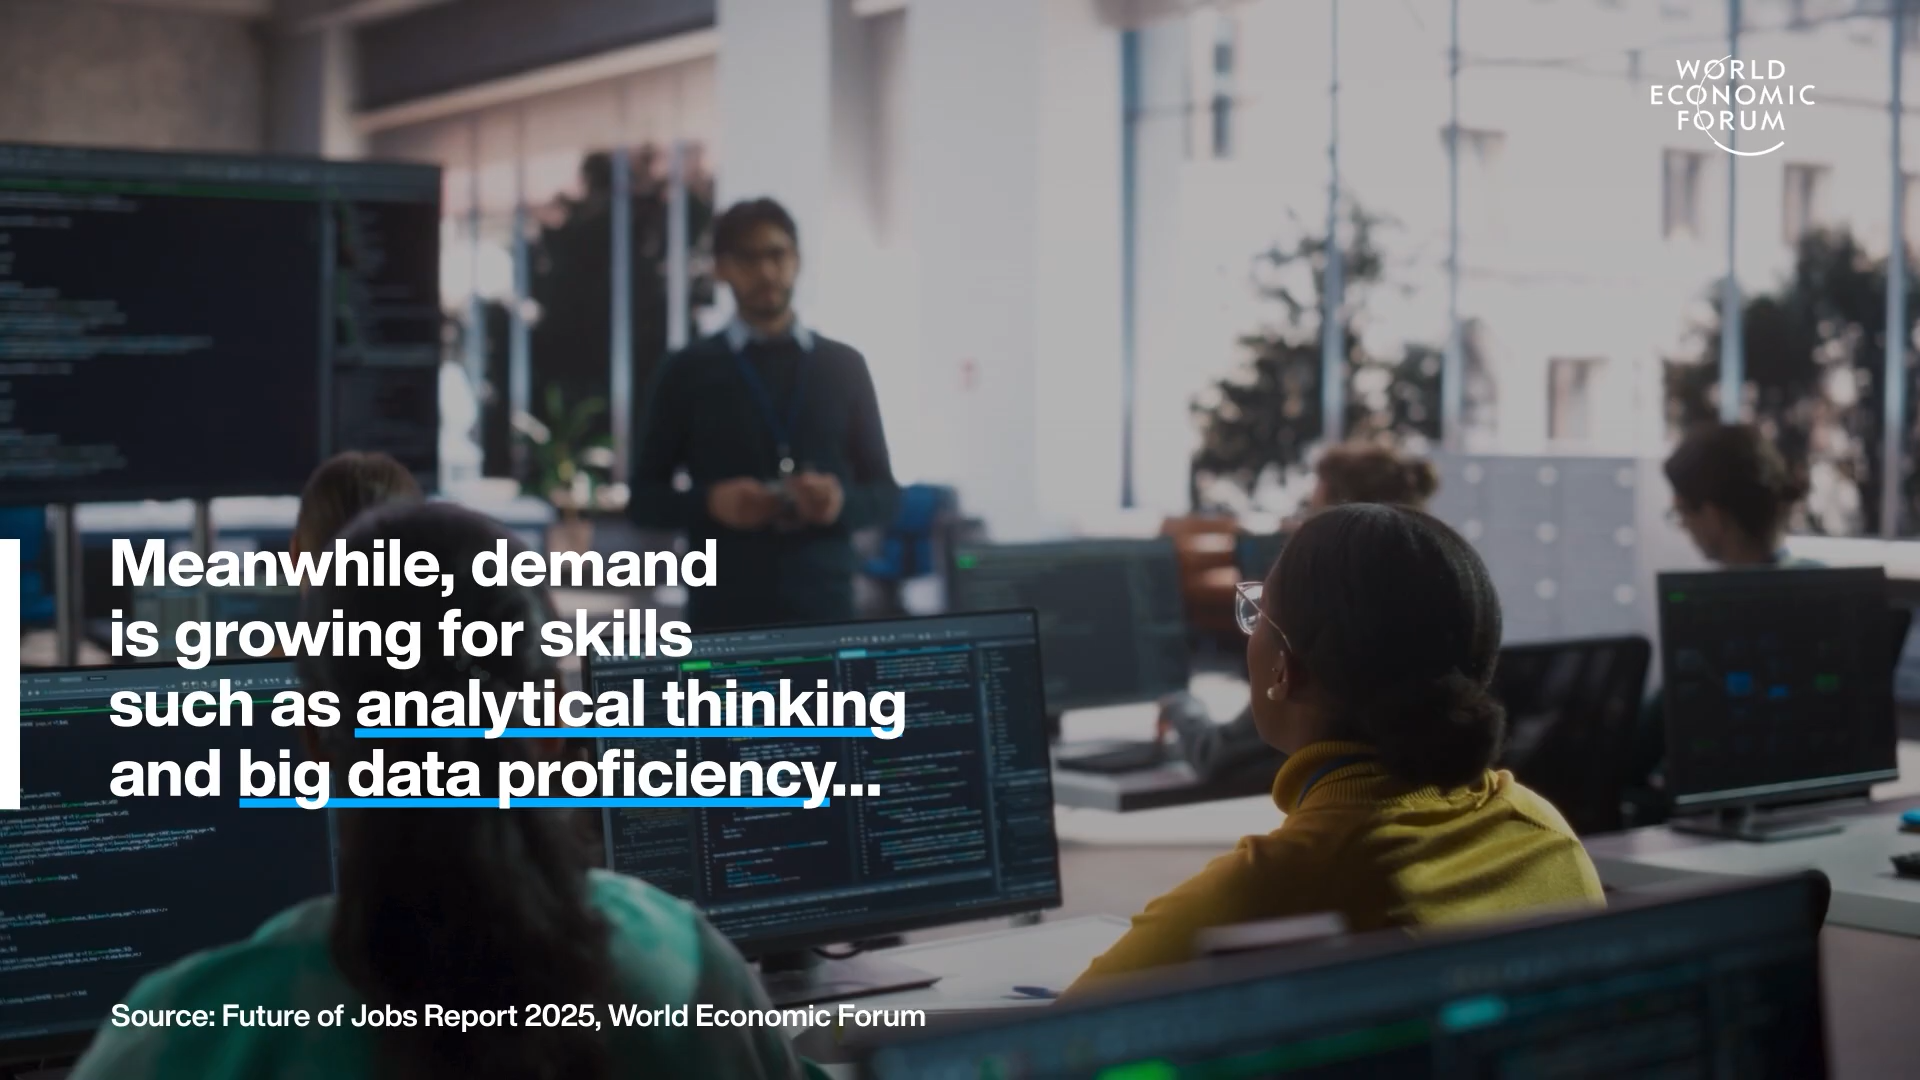 WORLD
ECONOMIC
FORUM
Meanwhile, demand
is growing for skills
such as analytical thinking
and big data proficiency...
Source: Future of Jobs Report 2025, World Economic Forum